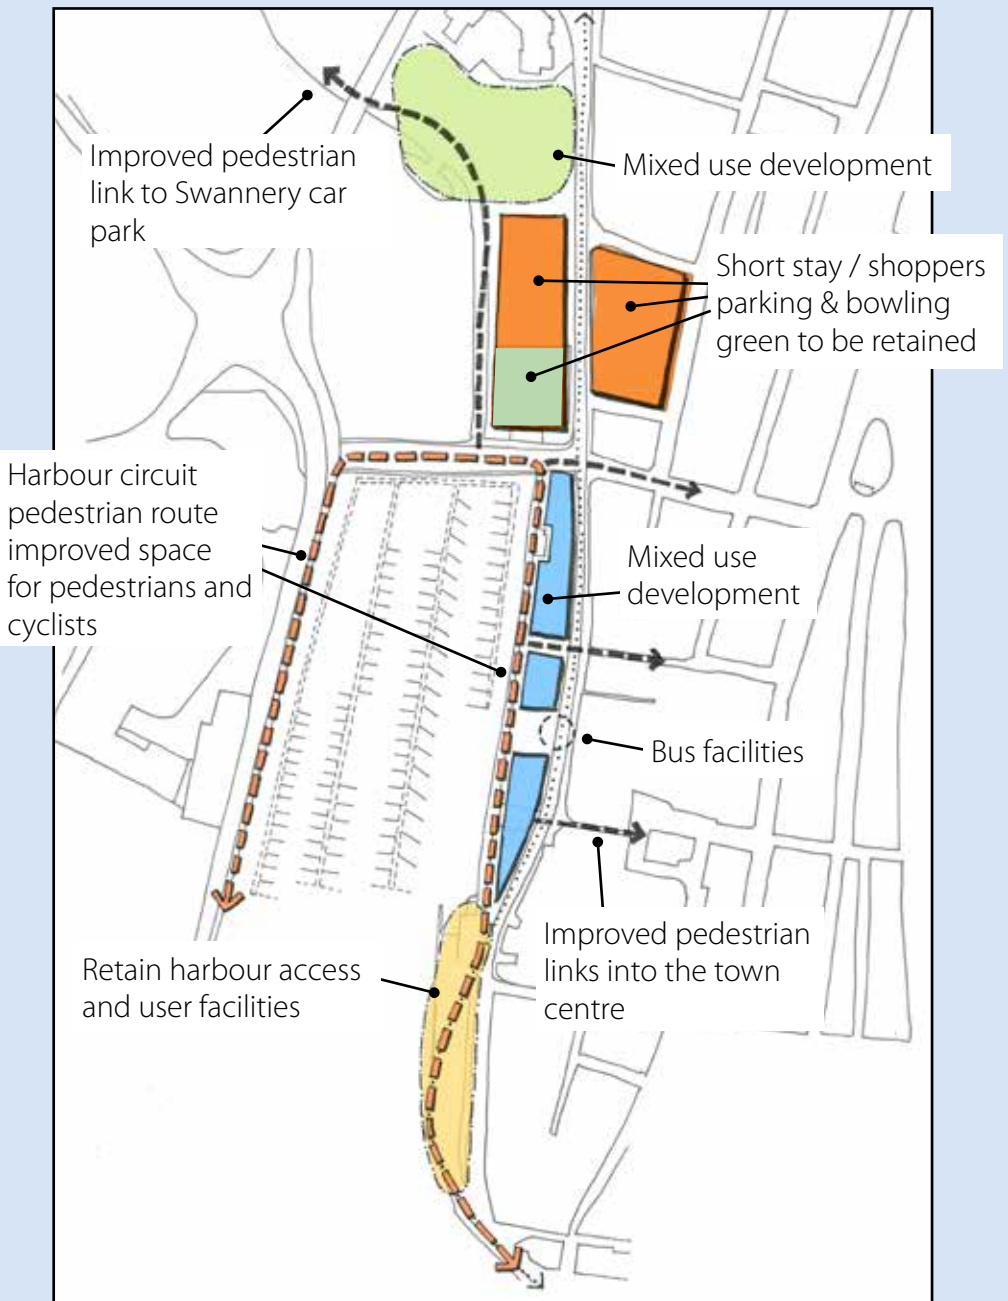 Improved pedestrian
link to Swannery car
park
Mixed use development
Short stay / shoppers
parking & bowling
green to be retained
Harbour circuit
pedestrian route
improved space
for pedestrians and
cyclists
Mixed use
development
Bus facilities
Improved pedestrian
links into the town
centre
Retain harbour access
and user facilities